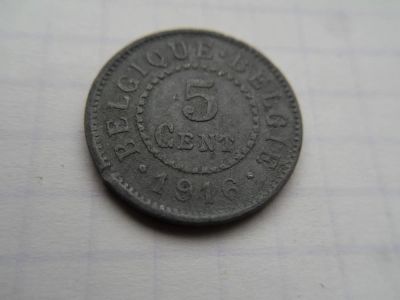 BELGIQUE · BELGIE
5
CENT.
· 1916 ·